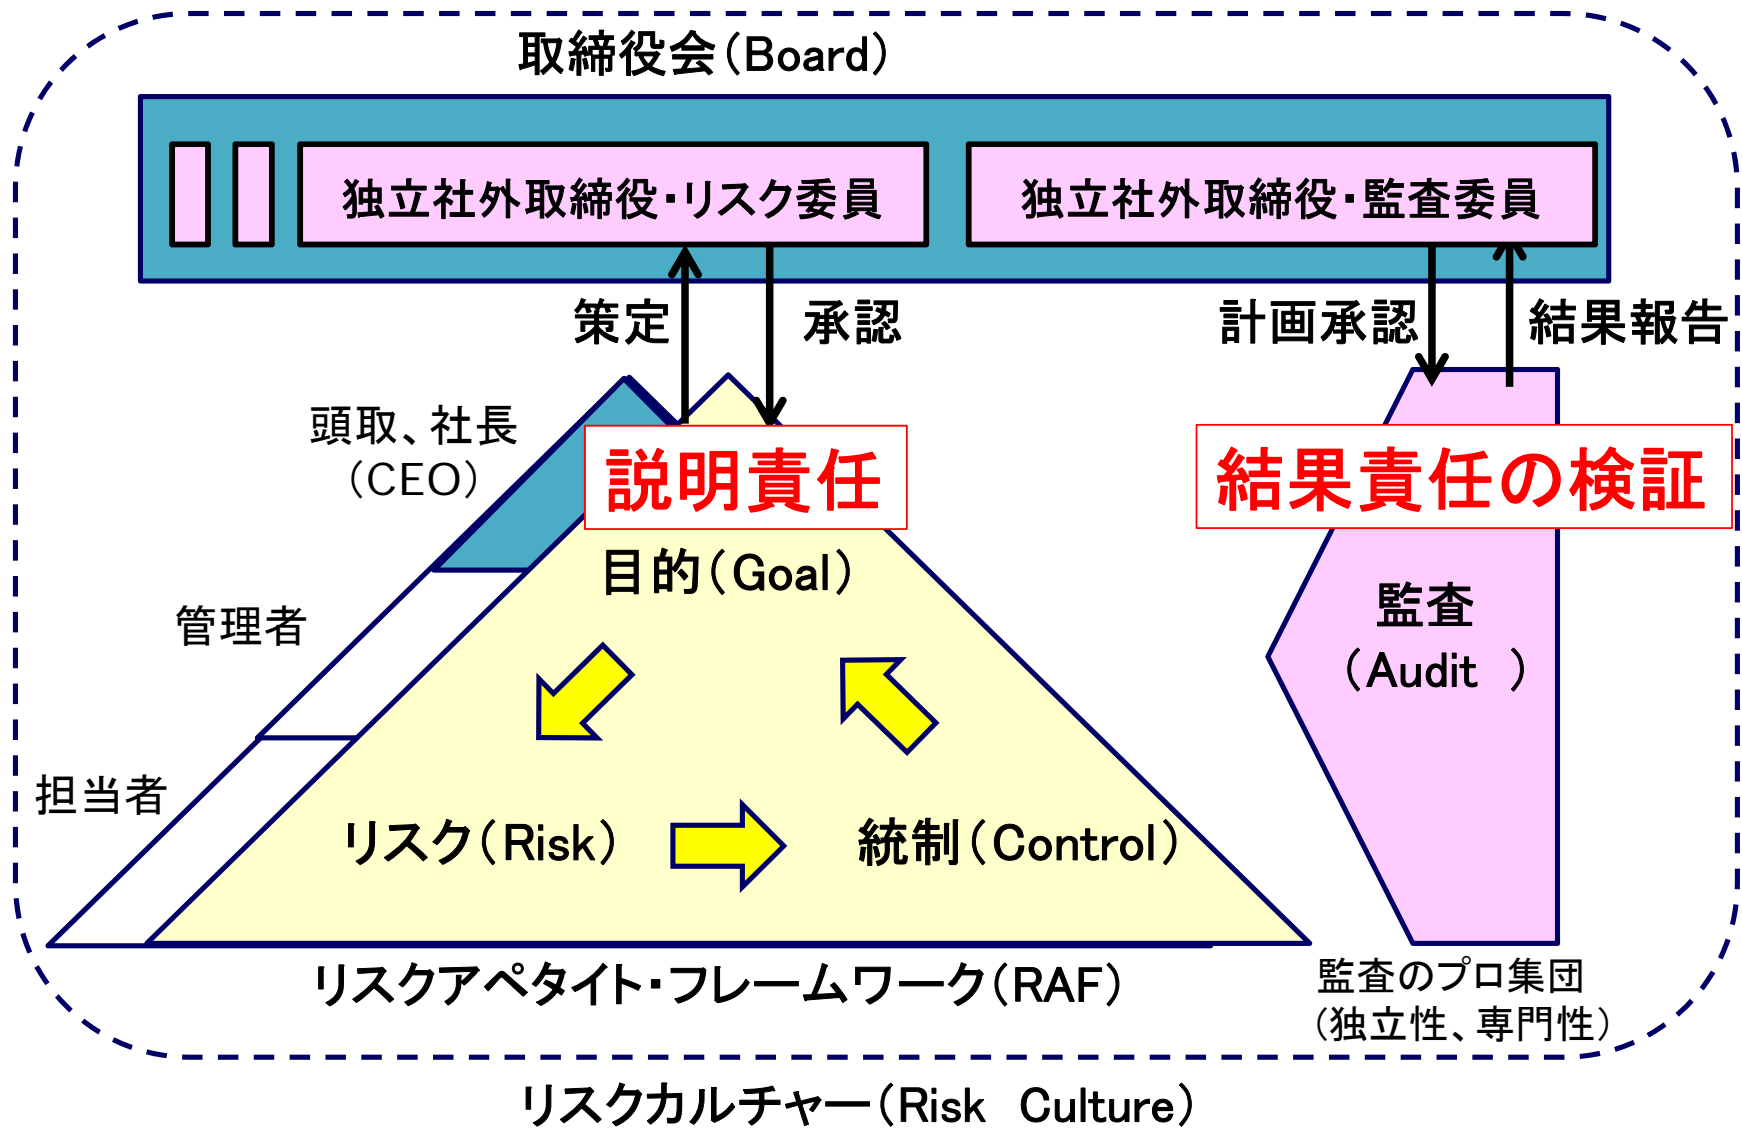 取締役会(Board)
独立社外取締役・リスク委員
独立社外取締役・監査委員
策定
承認
計画承認
結果報告
頭取、社長
(CEO)
説明責任
結果責任の検証
目的(Goal)
監査
(Audit )
管理者
担当者
リスク(Risk)
統制(Control)
リスクアペタイト・フレームワーク(RAF)
監査のプロ集団
(独立性、専門性)
リスクカルチャー(Risk Culture)